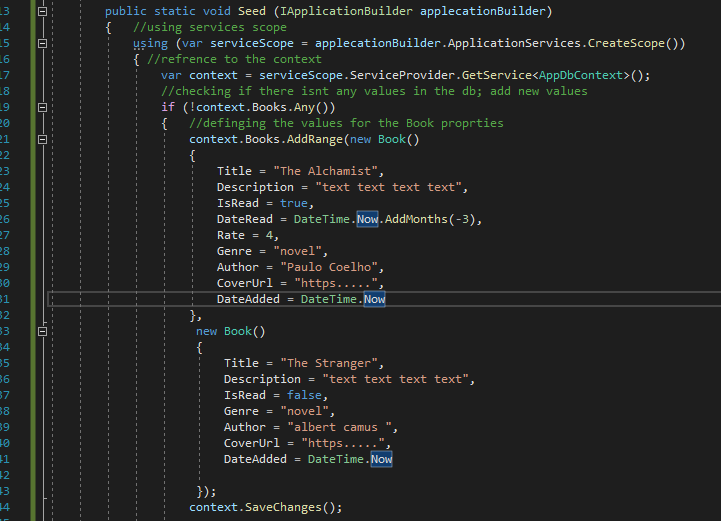 13 public static void Seed (IApplicationBuilder applecationBuilder)
14 { //using services scope
15 using (var serviceScope = applecationBuilder.ApplicationServices.CreateScope())
16 { //refrence to the context
17 var context = serviceScope.ServiceProvider.GetService<AppDbContext>();
18 //checking if there isnt any values in the db; add new values
19 if (!context.Books.Any())
20 { //definging the values for the Book proprties
21 context.Books.AddRange(new Book()
22 {
23 Title = "The Alchamist",
24 Description = "text text text text",
25 IsRead = true,
26 DateRead = DateTime.Now.AddMonths(-3),
27 Rate = 4,
28 Genre = "novel",
29 Author = "Paulo Coelho",
30 CoverUrl = "https.....",
31 DateAdded = DateTime.Now
32 },
33 new Book()
34 {
35 Title = "The Stranger",
36 Description = "text text text text",
37 IsRead = false,
38 Genre = "novel",
39 Author = "albert camus ",
40 CoverUrl = "https.....",
41 DateAdded = DateTime.Now
42
43 });
44 context.SaveChanges();